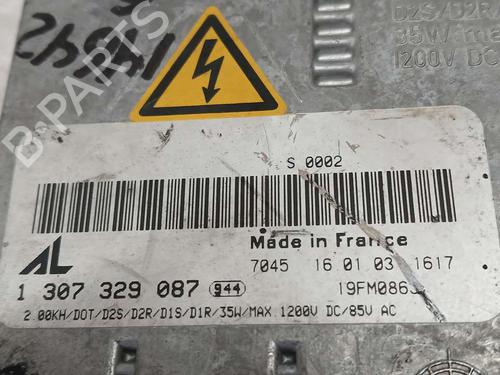 D2S/D2R
35W ma
1200V DC
B-PARTS
S 0002
AL
Made in France
7045 16 01 03 1617
1 307 329 087 944 19FM086
2.00KH/DOT/D2S/D2R/D1S/D1R/35W/MAX.1200V DC/85V AC